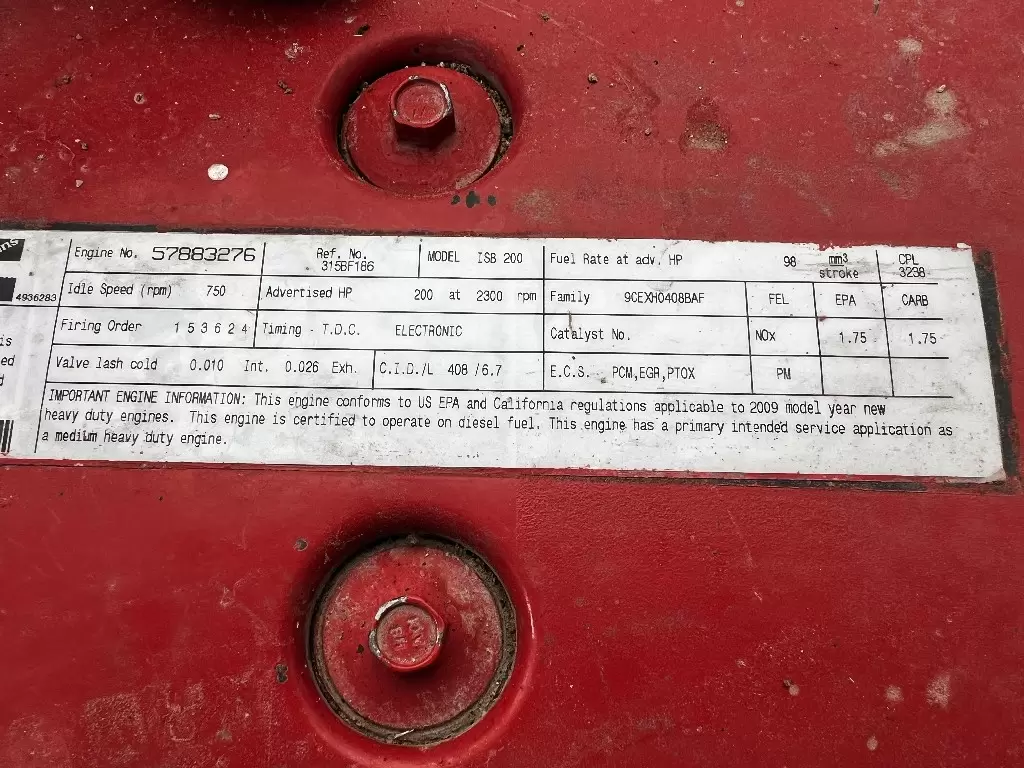 Engine No. 57883276 Ref. No. 315BF186 MODEL ISB 200 Fuel Rate at adv. HP 98 mm³ stroke CPL 3238
4936283
Idle Speed (rpm) 750 Advertised HP 200 at 2300 rpm Family 9CEXH0408BAF FEL EPA CARB
Firing Order 1 5 3 6 2 4 Timing - T.D.C. ELECTRONIC Catalyst No. NOx 1.75 1.75
Valve lash cold 0.010 Int. 0.026 Exh. C.I.D./L 408 /6.7 E.C.S. PCM,EGR,PTOX PM
IMPORTANT ENGINE INFORMATION: This engine conforms to US EPA and California regulations applicable to 2009 model year new
heavy duty engines. This engine is certified to operate on diesel fuel. This engine has a primary intended service application as
a medium heavy duty engine.